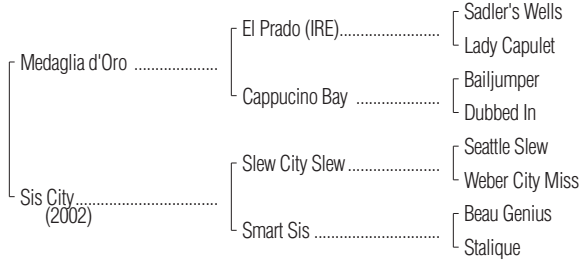 Sadler's Wells
El Prado (IRE)....................
Lady Capulet
Medaglia d'Oro .................
Bailjumper
Cappucino Bay .................
Dubbed In
Seattle Slew
Slew City Slew..................
Weber City Miss
Sis City.............................
(2002)
Beau Genius
Smart Sis .........................
Stalique